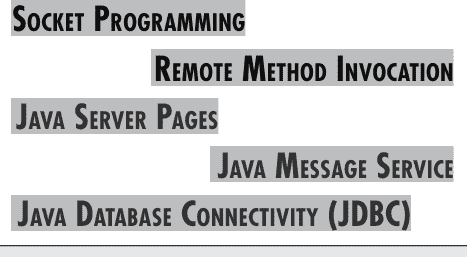 Socket Programming
Remote Method Invocation
Java Server Pages
Java Message Service
Java Database Connectivity (JDBC)